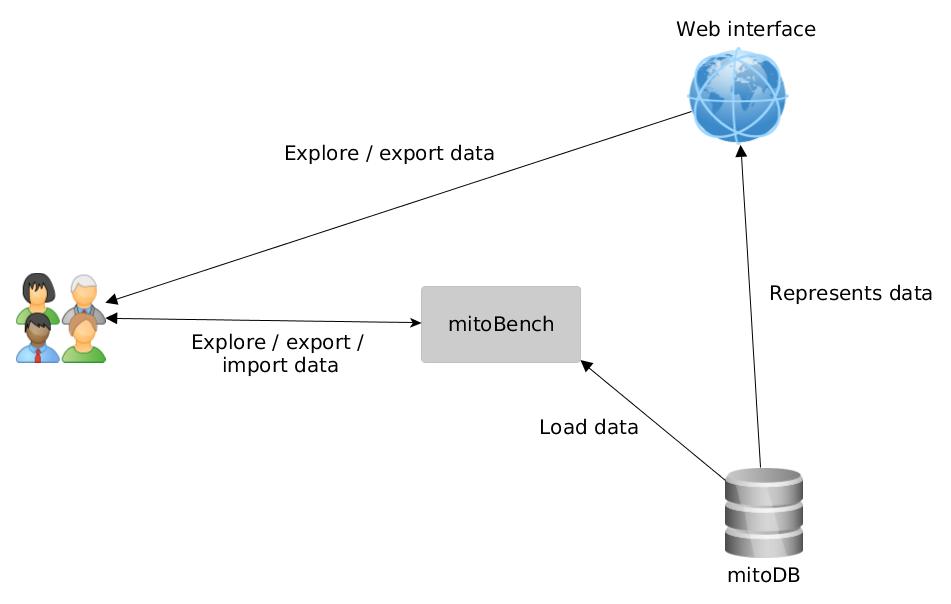 Web interface
Explore / export data
Represents data
mitoBench
Explore / export /
import data
Load data
mitoDB